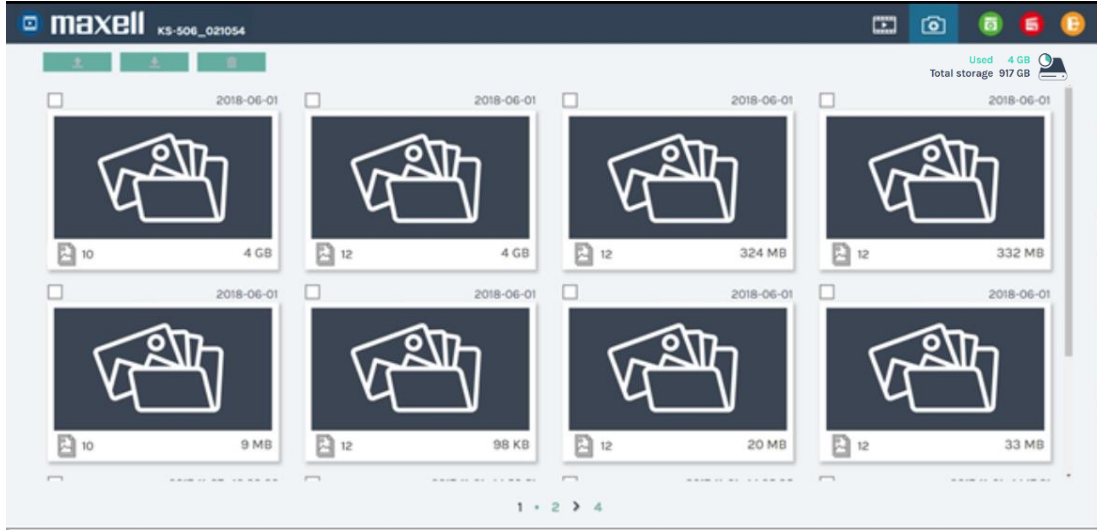 maxell KS-506_021054
Used 4 GB
Total storage 917 GB
2018-06-01 2018-06-01 2018-06-01 2018-06-01
10 4 GB 12 4 GB 12 324 MB 12 332 MB
2018-06-01 2018-06-01 2018-06-01 2018-06-01
10 9 MB 12 98 KB 12 20 MB 12 33 MB
1 • 2 > 4